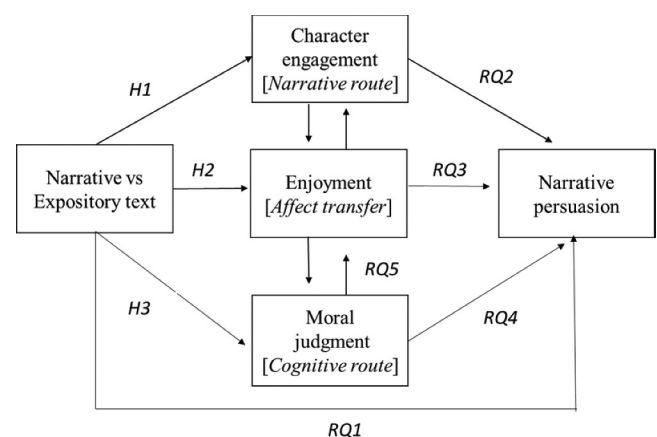 Character
engagement
[Narrative route]
H1
RQ2
Narrative vs
Expository text
H2
Enjoyment
[Affect transfer]
RQ3
Narrative
persuasion
RQ5
H3
Moral
judgment
[Cognitive route]
RQ4
RQ1